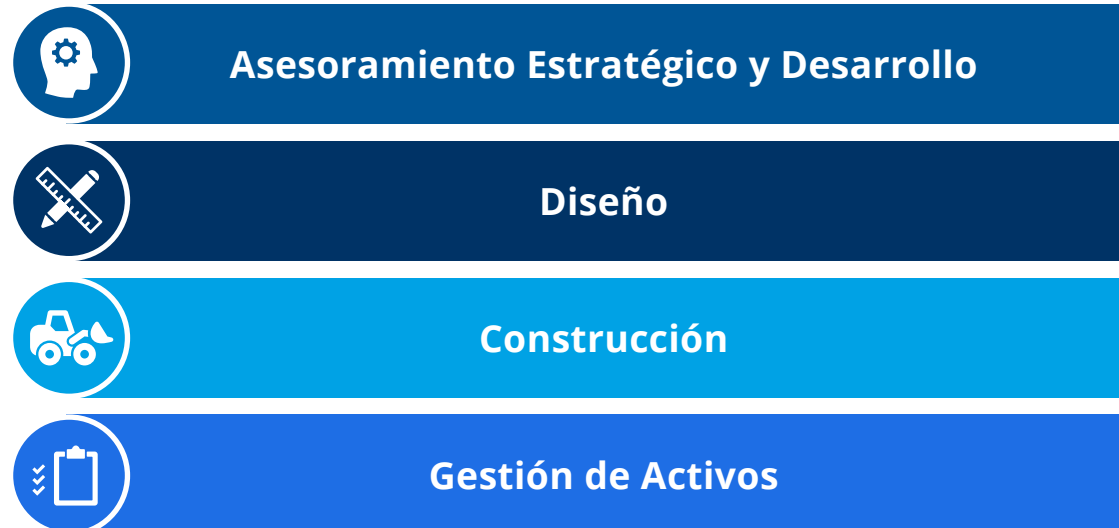 Asesoramiento Estratégico y Desarrollo
Diseño
Construcción
Gestión de Activos